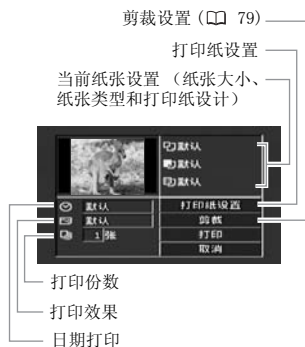 剪裁设置 (📖 79)
打印纸设置
当前纸张设置 （纸张大小、
纸张类型和打印纸设计）
默认
默认
默认
默认 打印纸设置
默认 剪裁
1 张 打印
取消
打印份数
打印效果
日期打印